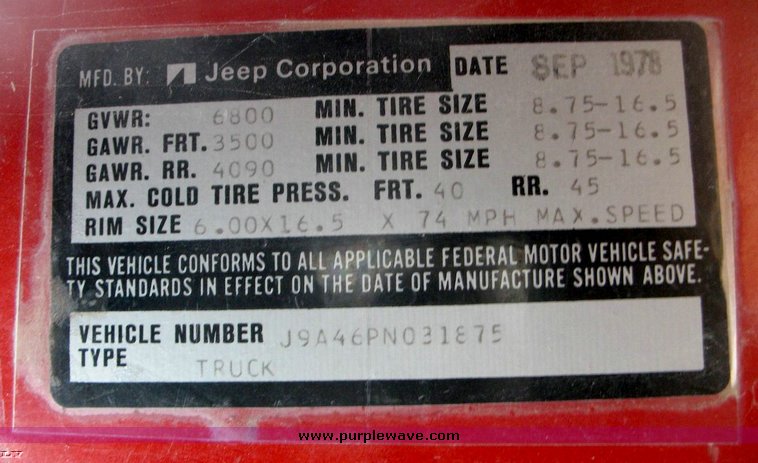 MFD. BY: Jeep Corporation DATE SEP 1978
GVWR: 6800 MIN. TIRE SIZE 8.75-16.5
GAWR. FRT. 3500 MIN. TIRE SIZE 8.75-16.5
GAWR. RR. 4090 MIN. TIRE SIZE 8.75-16.5
MAX. COLD TIRE PRESS. FRT. 40 RR. 45
RIM SIZE 6.00X16.5 X 74 MPH MAX.SPEED
THIS VEHICLE CONFORMS TO ALL APPLICABLE FEDERAL MOTOR VEHICLE SAFE-
TY STANDARDS IN EFFECT ON THE DATE OF MANUFACTURE SHOWN ABOVE.
VEHICLE NUMBER J9A46PN031875
TYPE TRUCK
www.purplewave.com